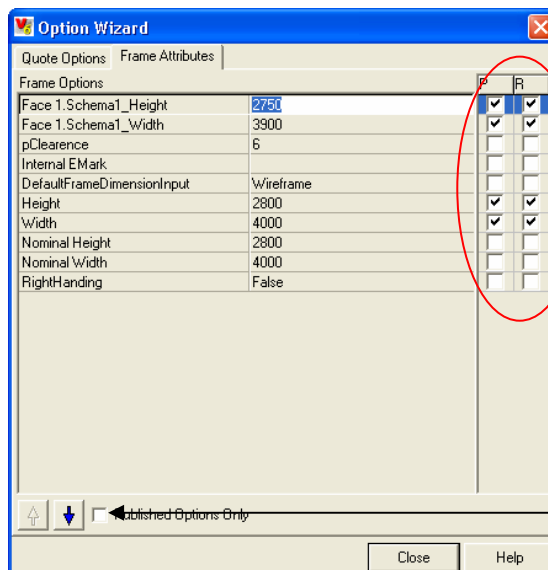 Option Wizard
Quote Options Frame Attributes
Frame Options P R
Face 1.Schema1_Height 2750
Face 1.Schema1_Width 3900
pClearence 6
Internal EMark
DefaultFrameDimensionInput Wireframe
Height 2800
Width 4000
Nominal Height 2800
Nominal Width 4000
RightHanding False
Published Options Only
Close Help